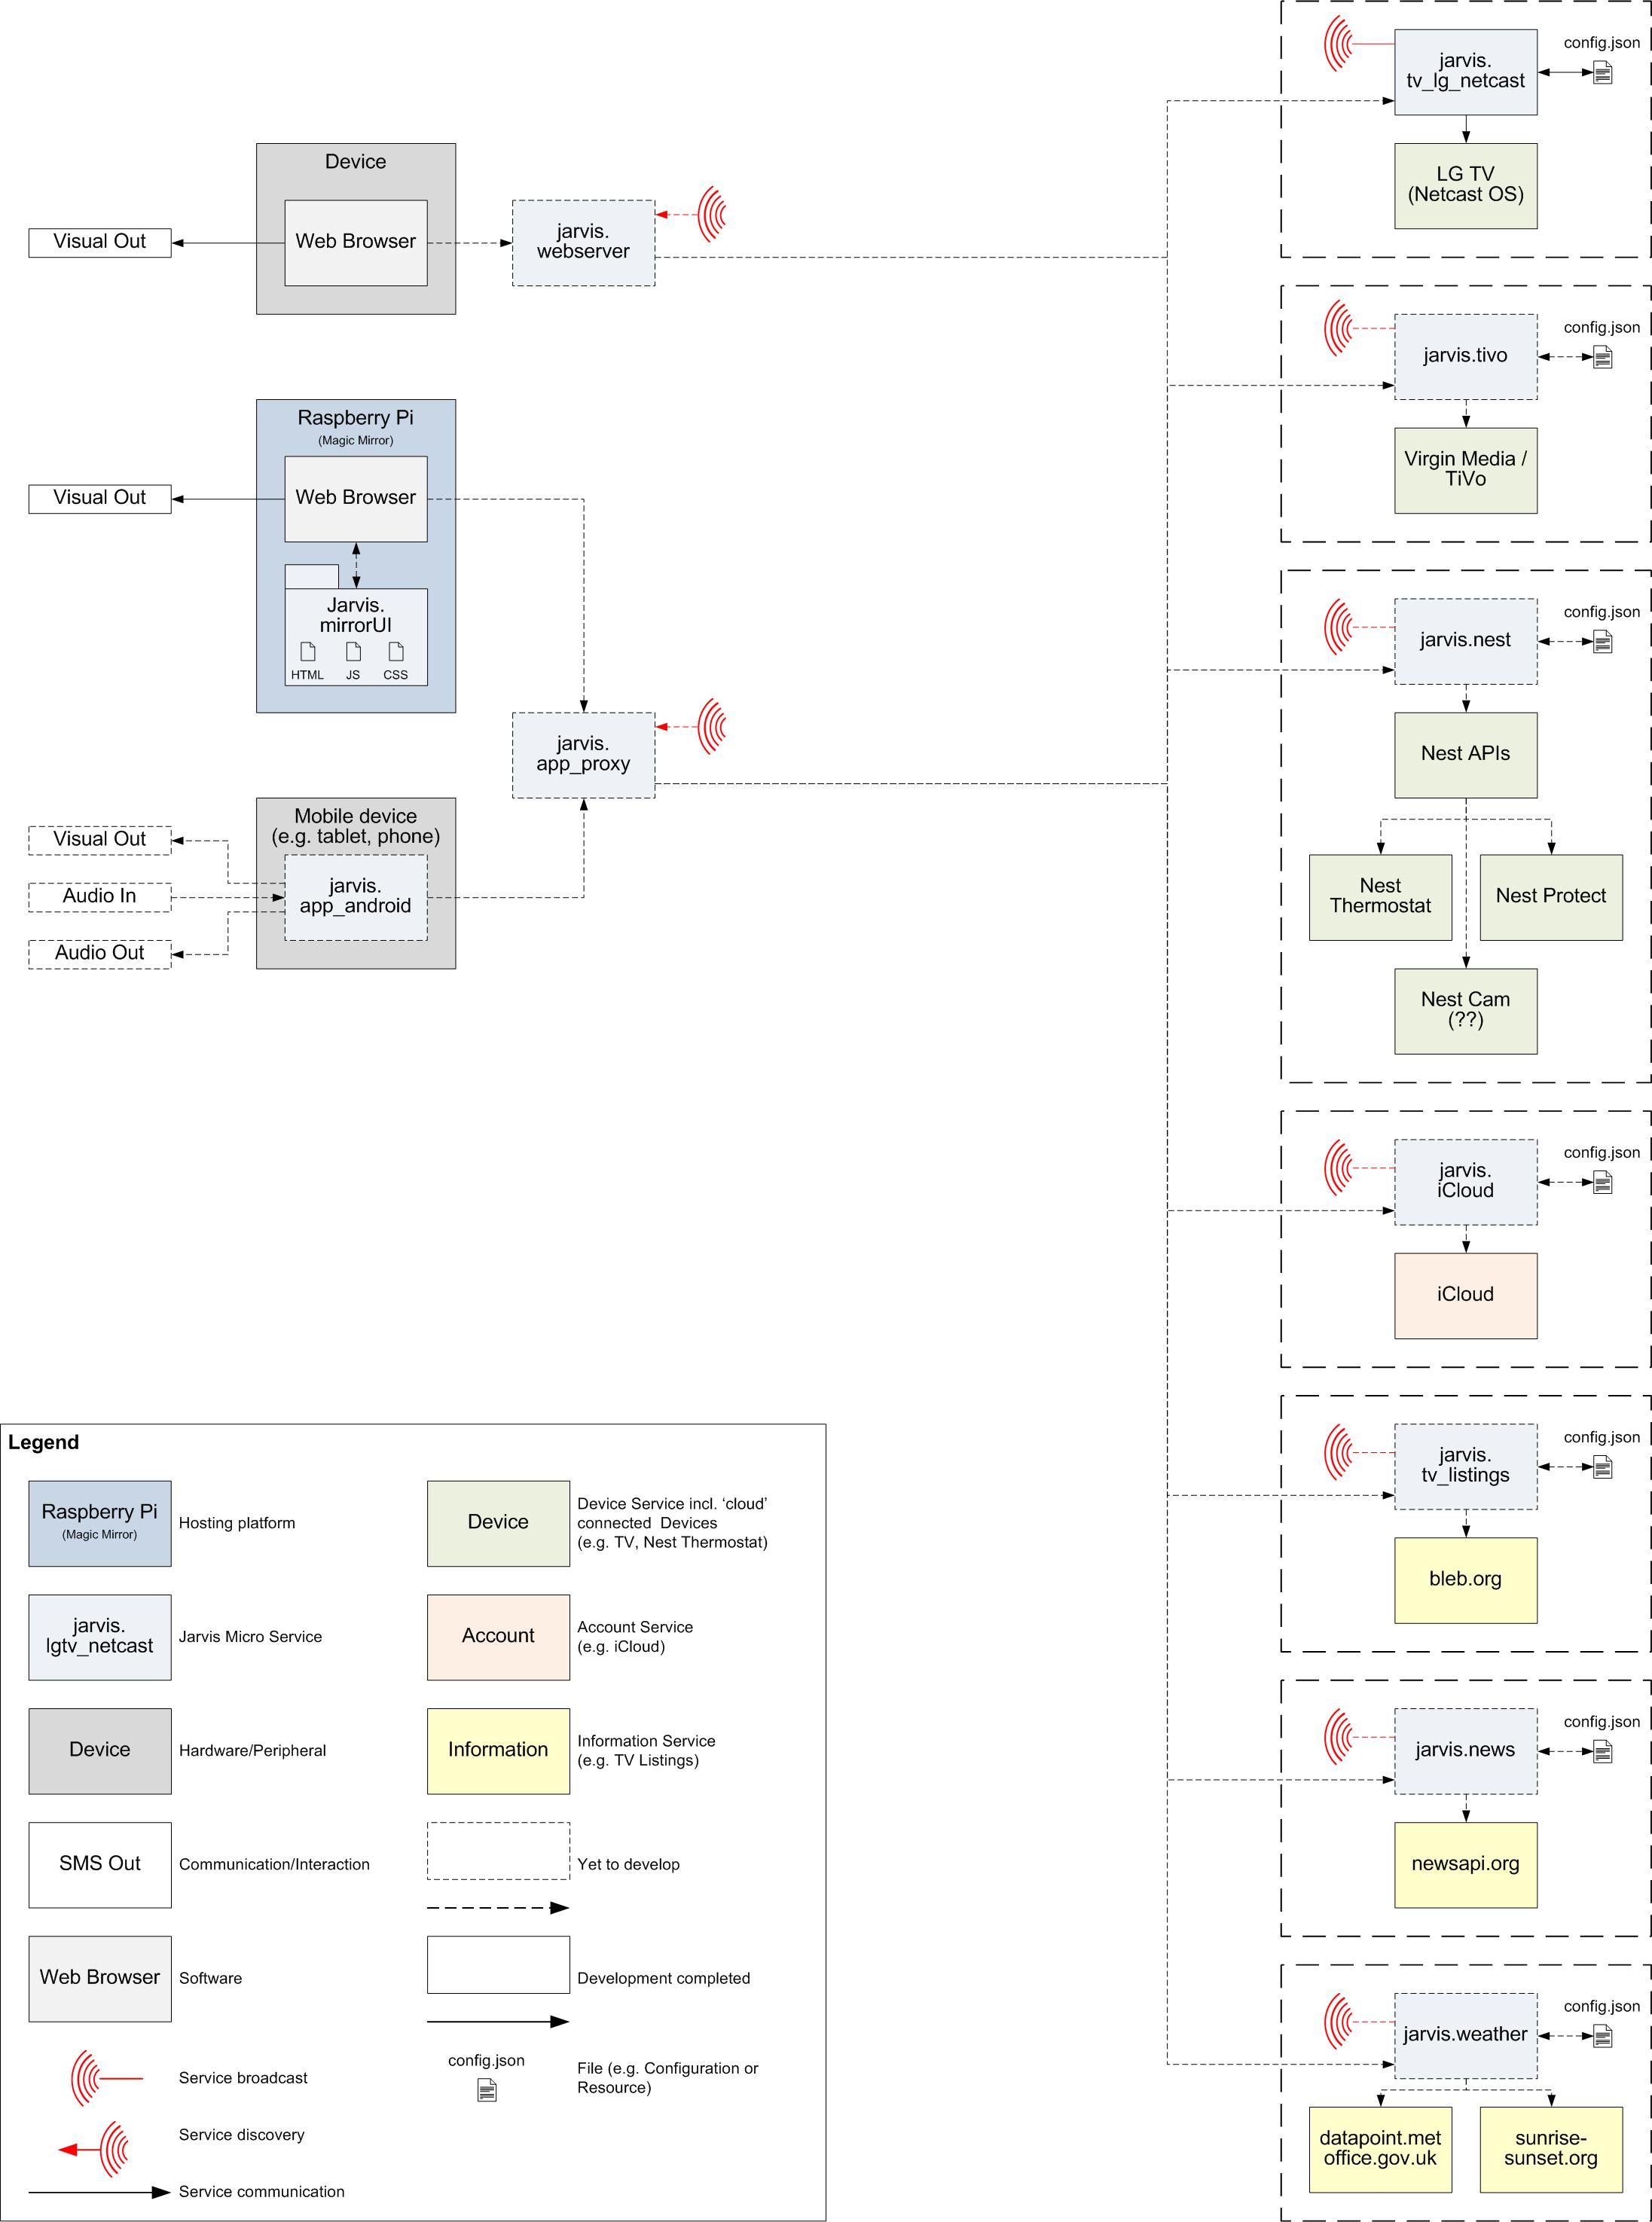 config.json
jarvis.
tv_lg_netcast
LG TV
(Netcast OS)
Device
Web Browser
Visual Out
jarvis.
webserver
config.json
jarvis.tivo
Virgin Media /
TiVo
Raspberry Pi
(Magic Mirror)
Web Browser
Visual Out
Jarvis.
mirrorUI
HTML
JS
CSS
jarvis.
app_proxy
Mobile device
(e.g. tablet, phone)
jarvis.
app_android
Visual Out
Audio In
Audio Out
config.json
jarvis.nest
Nest APIs
Nest
Thermostat
Nest Protect
Nest Cam
(??)
config.json
jarvis.
iCloud
iCloud
config.json
jarvis.
tv_listings
bleb.org
config.json
jarvis.news
newsapi.org
config.json
jarvis.weather
datapoint.met
office.gov.uk
sunrise-
sunset.org
Legend
Raspberry Pi
(Magic Mirror)
Hosting platform
jarvis.
lgtv_netcast
Jarvis Micro Service
Device
Hardware/Peripheral
SMS Out
Communication/Interaction
Web Browser
Software
Service broadcast
Service discovery
Service communication
Device
Device Service incl. ‘cloud’
connected Devices
(e.g. TV, Nest Thermostat)
Account
Account Service
(e.g. iCloud)
Information
Information Service
(e.g. TV Listings)
Yet to develop
Development completed
config.json
File (e.g. Configuration or
Resource)